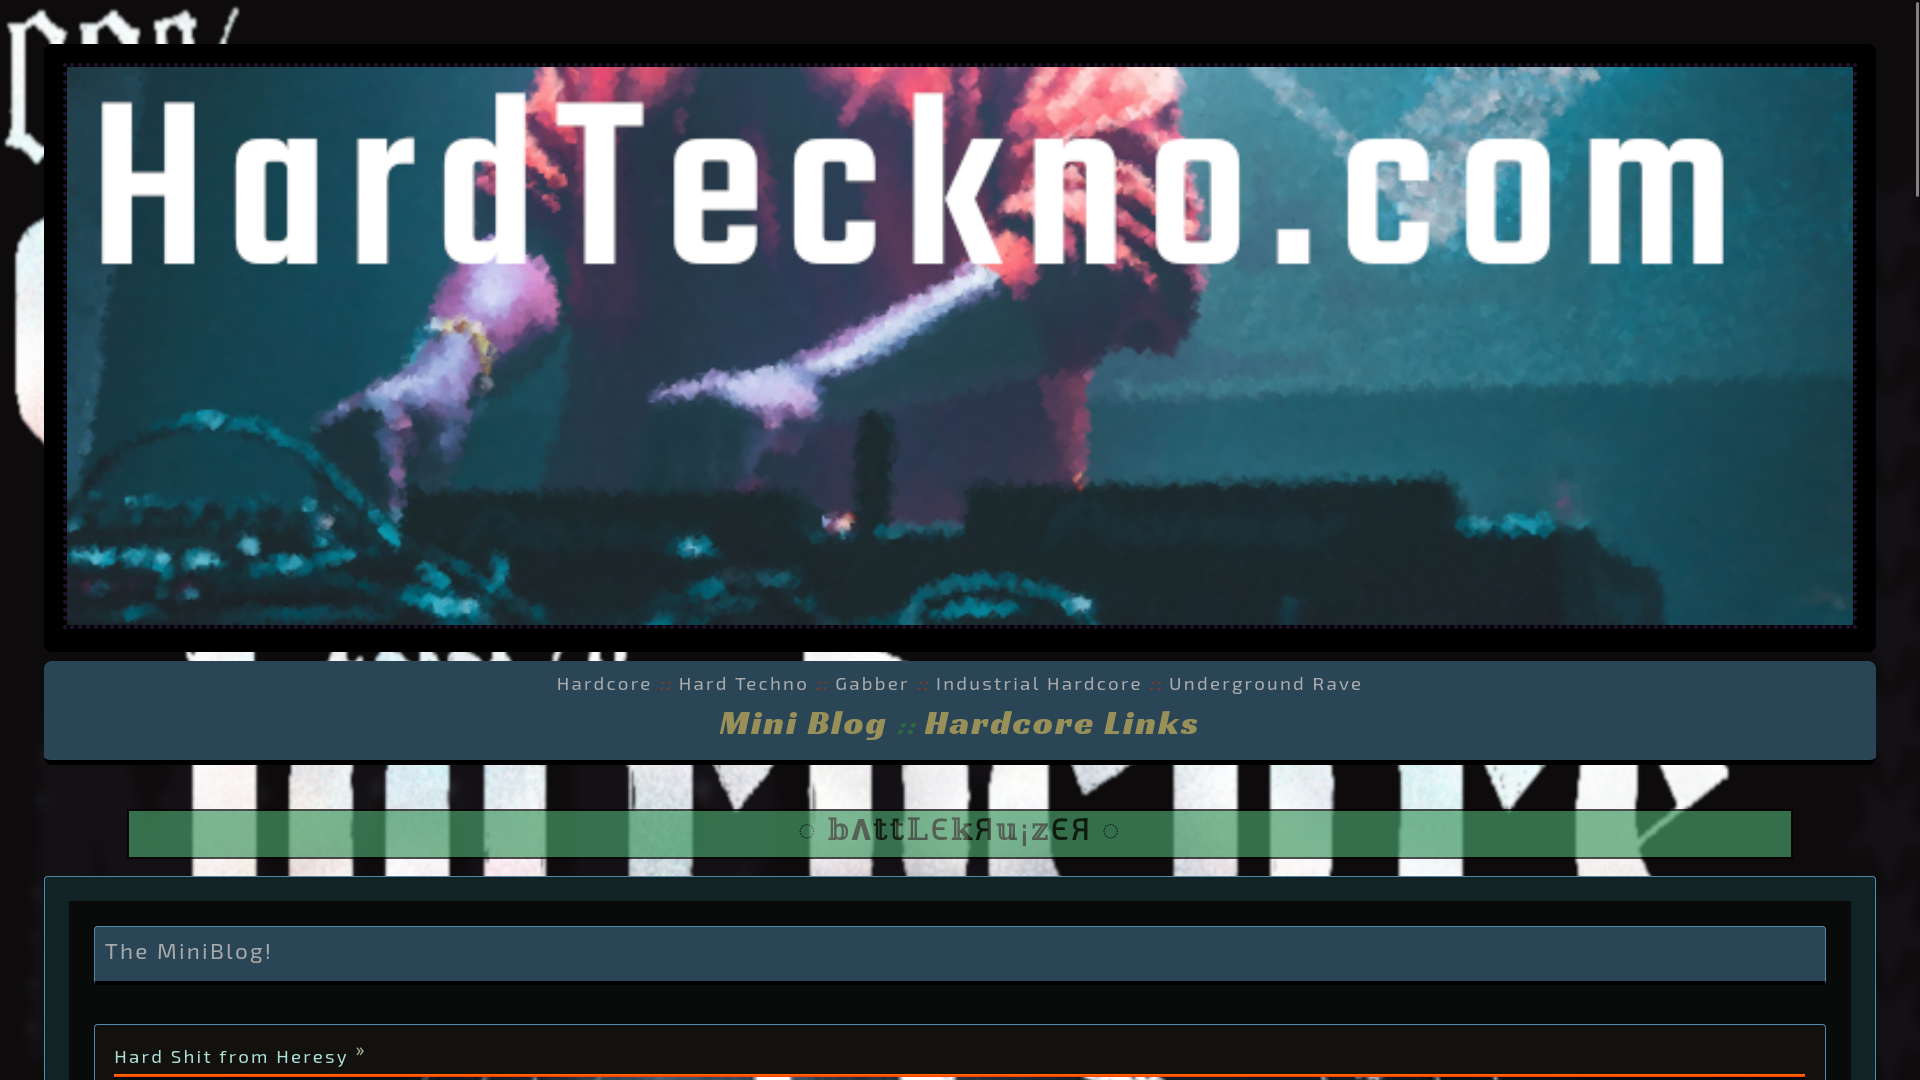 HardTeckno.com
Hardcore :: Hard Techno :: Gabber :: Industrial Hardcore :: Underground Rave
Mini Blog :: Hardcore Links
◌ 𝕓ɅttL𝙴𝕜Яu¡zЄЯ ◌
The MiniBlog!
Hard Shit from Heresy »